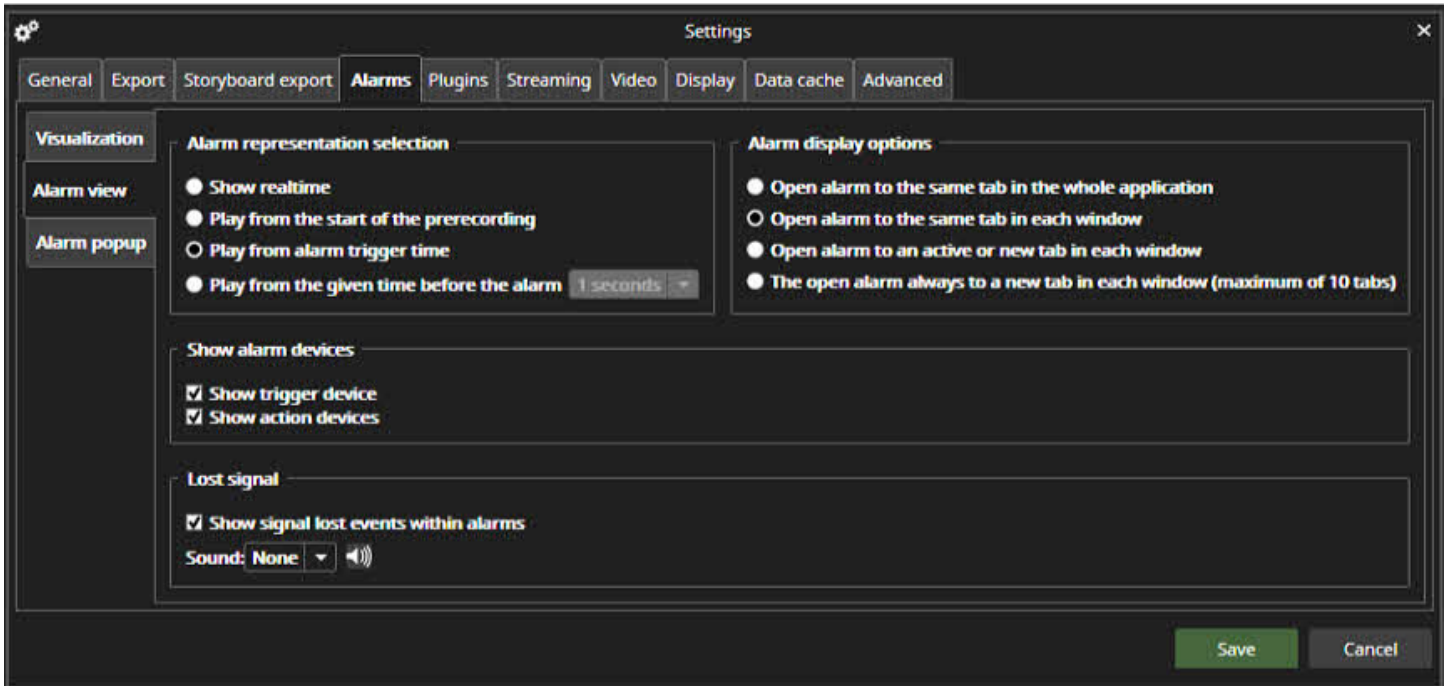 Settings
General Export Storyboard export Alarms Plugins Streaming Video Display Data cache Advanced
Visualization
Alarm view
Alarm popup
Alarm representation selection
Show realtime
Play from the start of the prerecording
Play from alarm trigger time
Play from the given time before the alarm 1 seconds
Alarm display options
Open alarm to the same tab in the whole application
Open alarm to the same tab in each window
Open alarm to an active or new tab in each window
The open alarm always to a new tab in each window (maximum of 10 tabs)
Show alarm devices
Show trigger device
Show action devices
Lost signal
Show signal lost events within alarms
Sound: None
Save Cancel